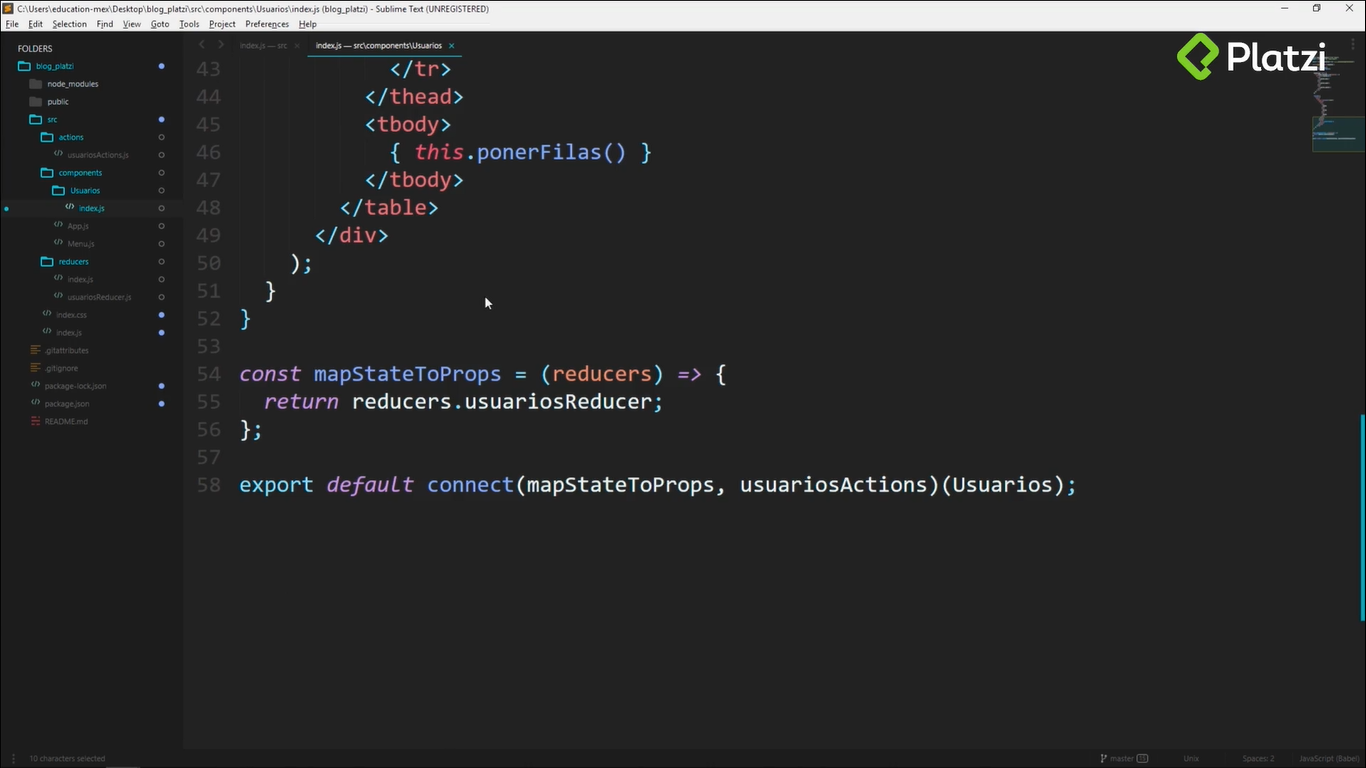 C:\Users\education-mex\Desktop\blog_platzi\src\components\Usuarios\index.js (blog_platzi) - Sublime Text (UNREGISTERED)
File Edit Selection Find View Goto Tools Project Preferences Help
FOLDERS
blog_platzi
node_modules
public
src
actions
usuariosActions.js
components
Usuarios
index.js
App.js
Menu.js
reducers
index.js
usuariosReducer.js
index.css
index.js
.gitattributes
.gitignore
package-lock.json
package.json
README.md
index.js — src
index.js — src\components\Usuarios
Platzi
43 </tr>
44 </thead>
45 <tbody>
46 { this.ponerFilas() }
47 </tbody>
48 </table>
49 </div>
50 );
51 }
52 }
53
54 const mapStateToProps = (reducers) => {
55 return reducers.usuariosReducer;
56 };
57
58 export default connect(mapStateToProps, usuariosActions)(Usuarios);
10 characters selected
master
Unix
Spaces: 2
JavaScript (Babel)